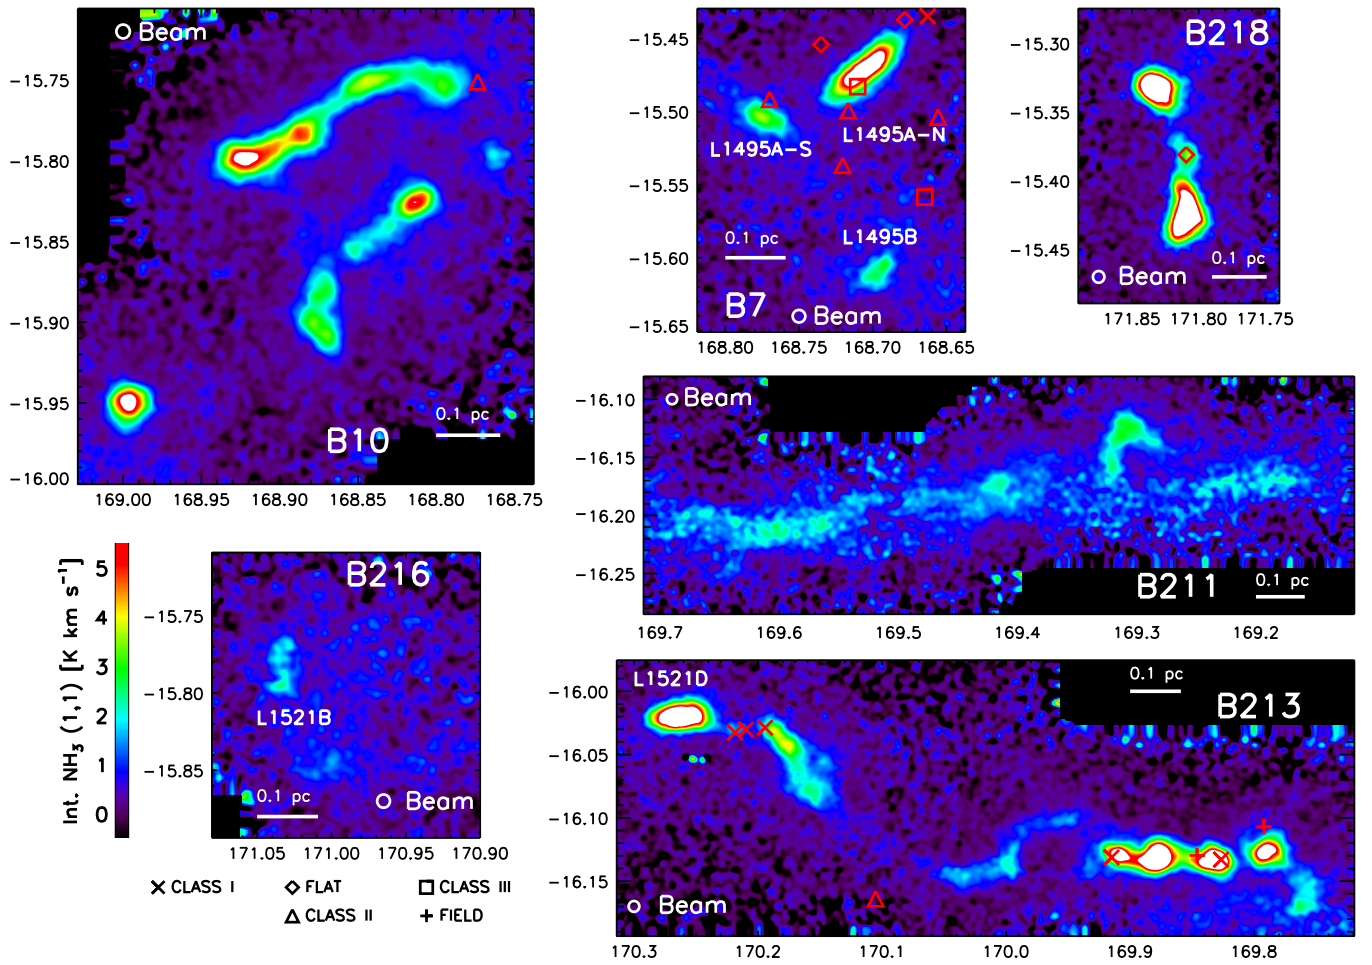 Beam
−15.75
−15.80
−15.85
−15.90
−15.95
−16.00
0.1 pc
B10
169.00 168.95 168.90 168.85 168.80 168.75
−15.45
−15.50
−15.55
−15.60
−15.65
L1495A−S
L1495A−N
L1495B
0.1 pc
B7
Beam
168.80 168.75 168.70 168.65
B218
−15.30
−15.35
−15.40
−15.45
0.1 pc
Beam
171.85 171.80 171.75
Beam
−16.10
−16.15
−16.20
−16.25
B211
0.1 pc
169.7 169.6 169.5 169.4 169.3 169.2
Int. NH₃ (1,1) [K km s⁻¹]
5
4
3
2
1
0
B216
−15.75
−15.80
−15.85
L1521B
0.1 pc
Beam
171.05 171.00 170.95 170.90
L1521D
0.1 pc
B213
−16.00
−16.05
−16.10
−16.15
Beam
170.3 170.2 170.1 170.0 169.9 169.8
CLASS I FLAT CLASS III
CLASS II FIELD